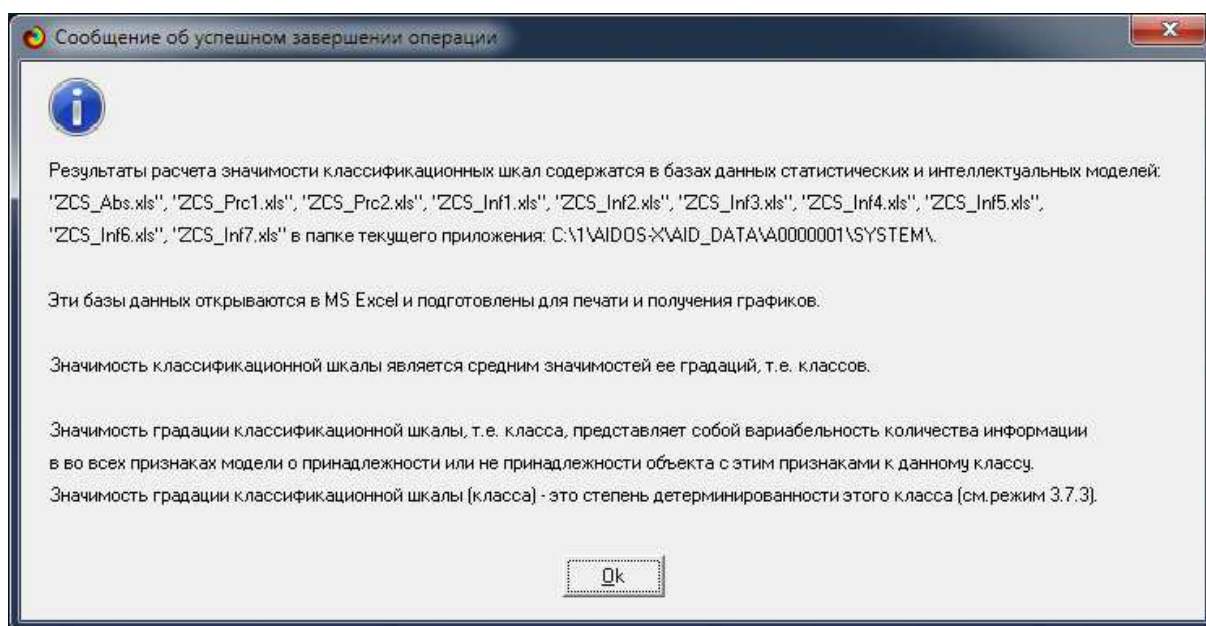 Сообщение об успешном завершении операции
Результаты расчета значимости классификационных шкал содержатся в базах данных статистических и интеллектуальных моделей:
"ZCS_Abs.xls", "ZCS_Prc1.xls", "ZCS_Prc2.xls", "ZCS_Inf1.xls", "ZCS_Inf2.xls", "ZCS_Inf3.xls", "ZCS_Inf4.xls", "ZCS_Inf5.xls",
"ZCS_Inf6.xls", "ZCS_Inf7.xls" в папке текущего приложения: C:\1\AIDOS-X\AID_DATA\A0000001\SYSTEM\.
Эти базы данных открываются в MS Excel и подготовлены для печати и получения графиков.
Значимость классификационной шкалы является средним значимостей ее градаций, т.е. классов.
Значимость градации классификационной шкалы, т.е. класса, представляет собой вариабельность количества информации
в во всех признаках модели о принадлежности или не принадлежности объекта с этим признаками к данному классу.
Значимость градации классификационной шкалы (класса) - это степень детерминированности этого класса (см.режим 3.7.3).
Ok